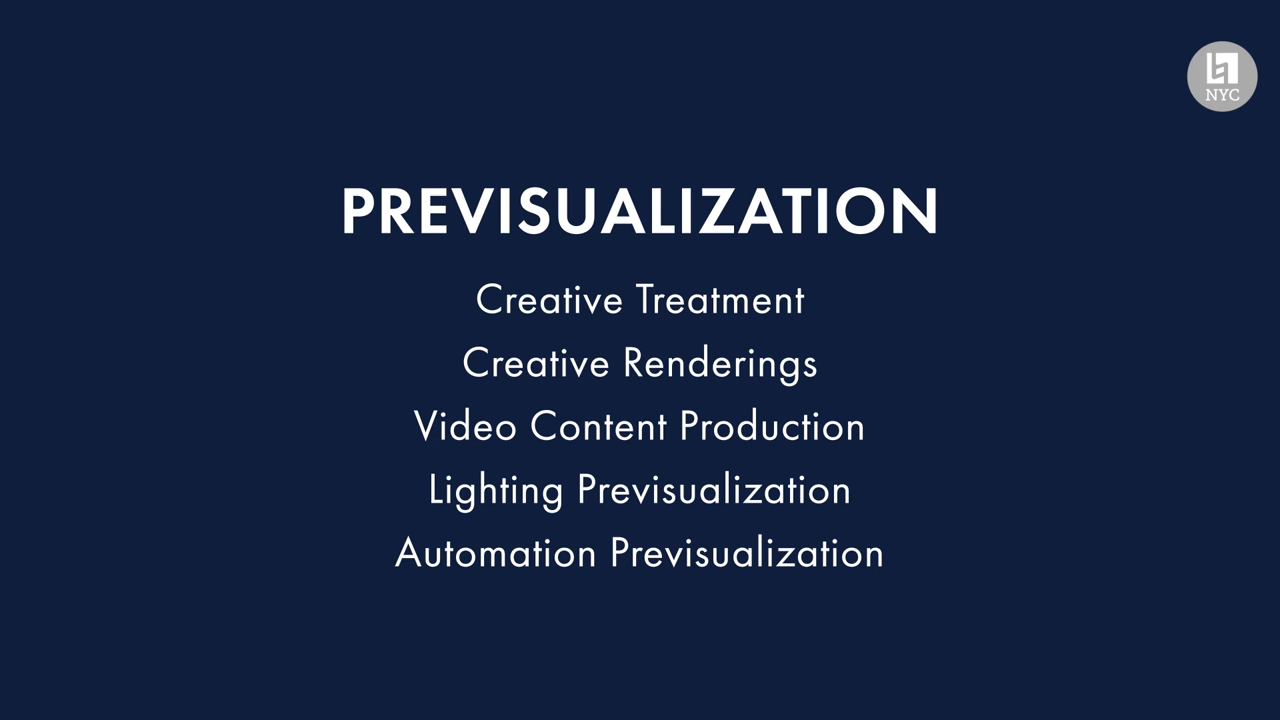 NYC
PREVISUALIZATION
Creative Treatment
Creative Renderings
Video Content Production
Lighting Previsualization
Automation Previsualization